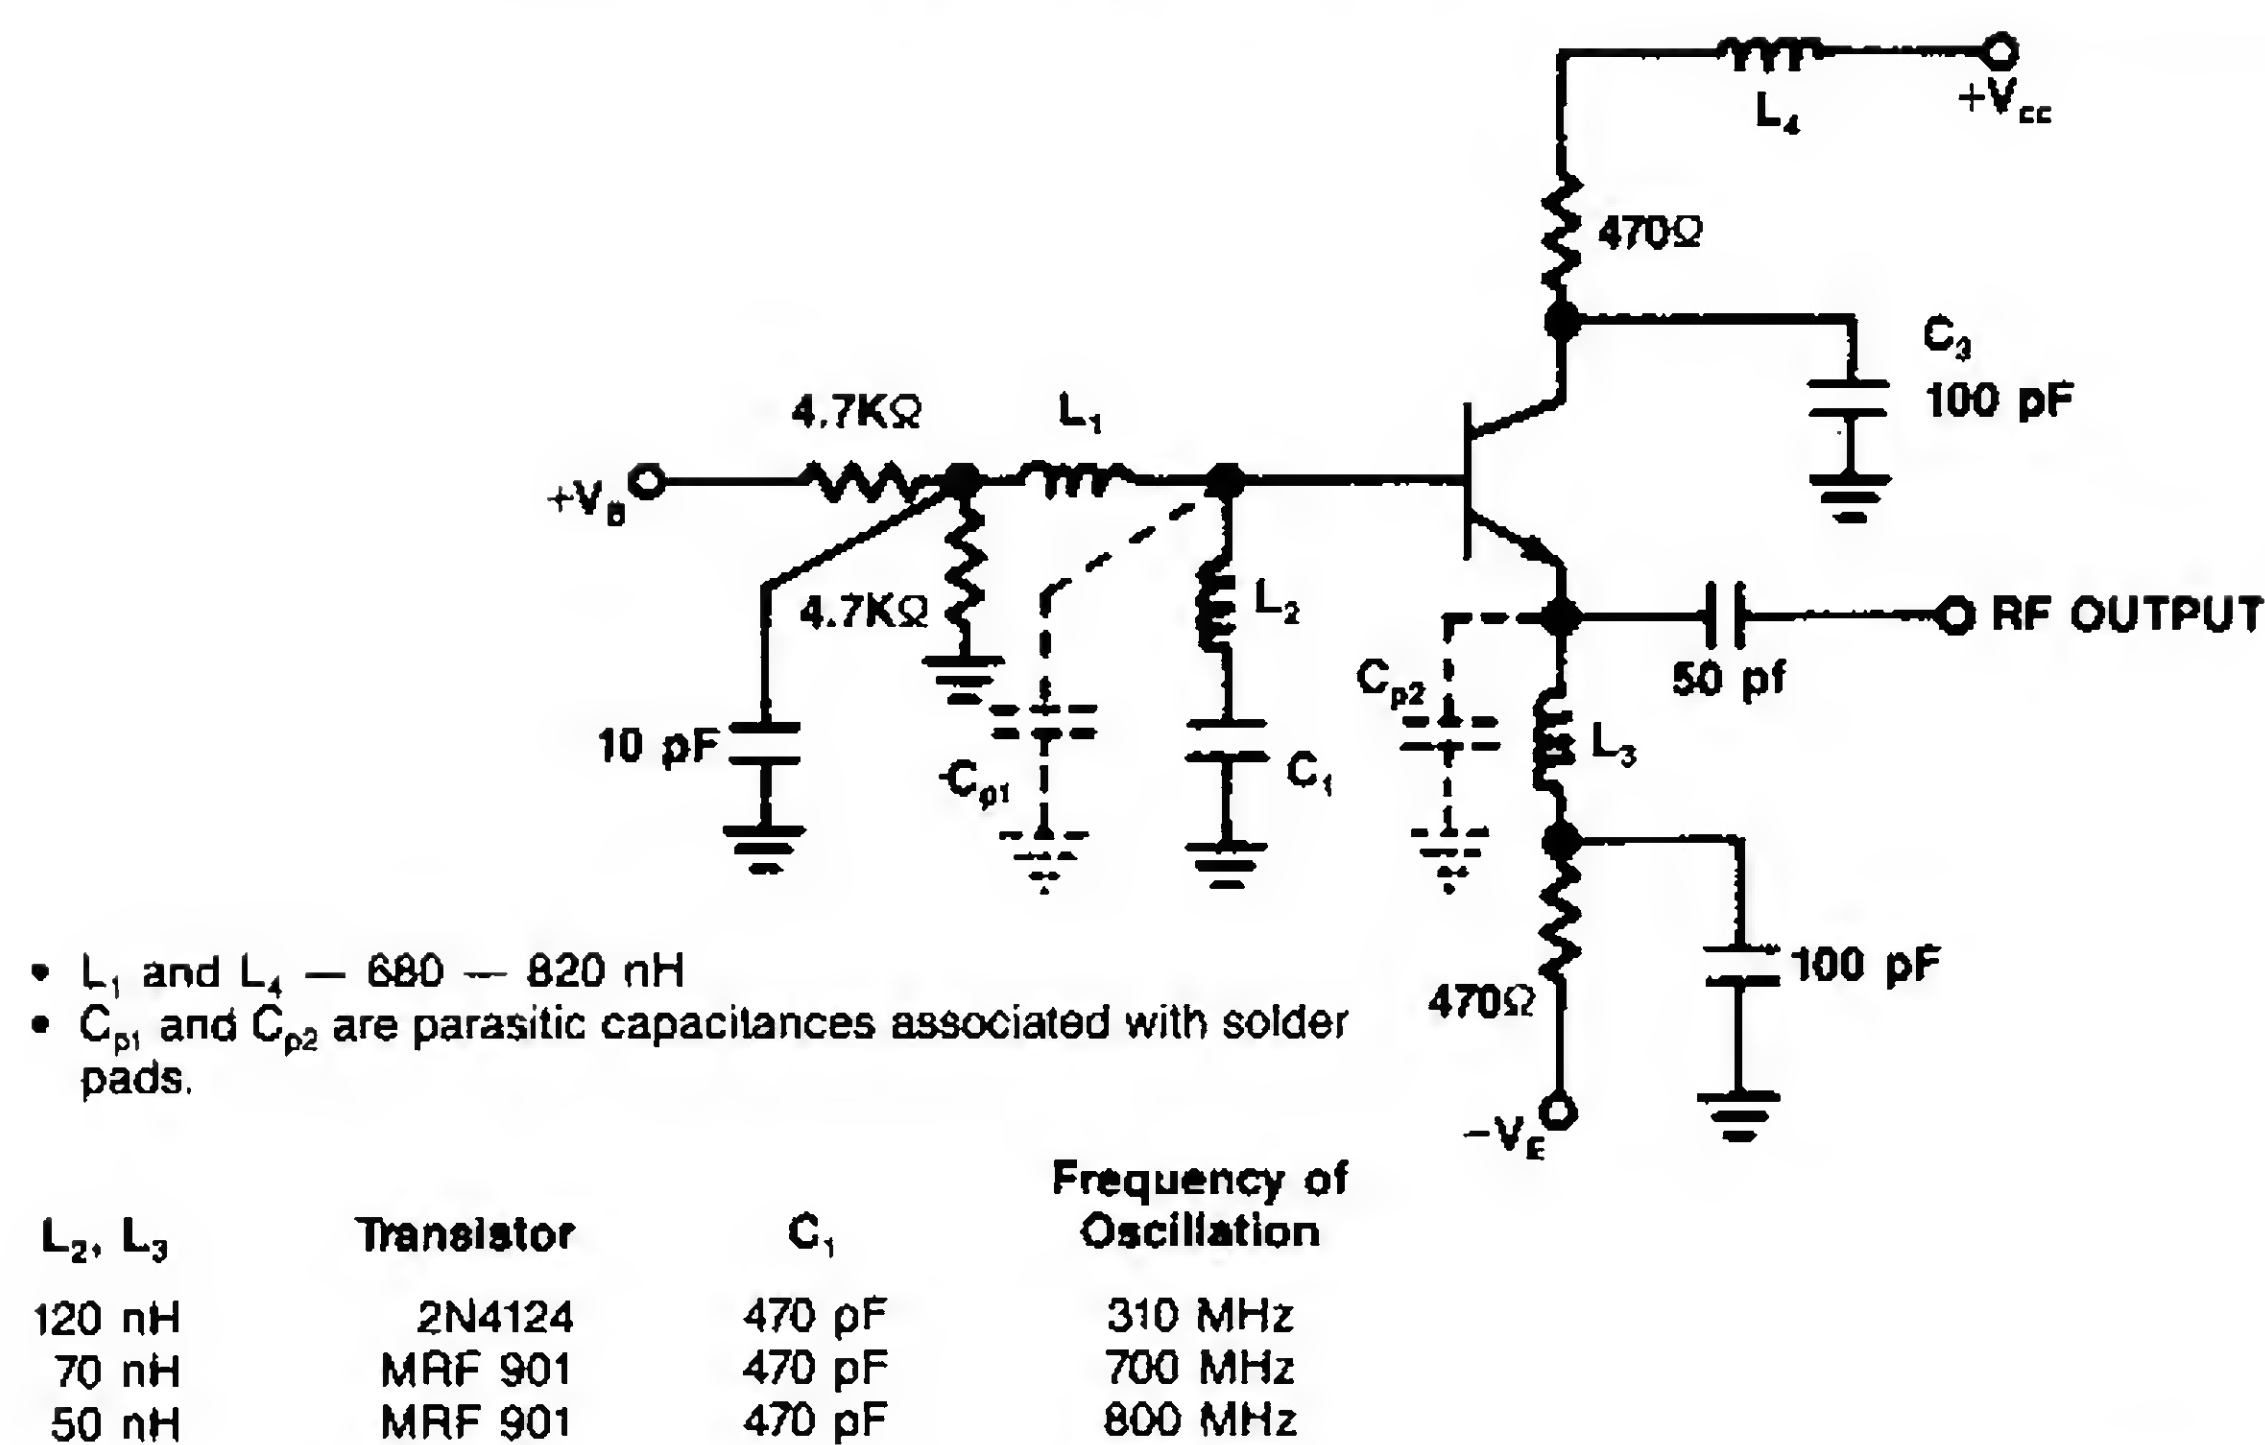 L₄
+Vcc
470Ω
C₃
100 pF
4.7KΩ
L₁
+VB
4.7KΩ
L₂
RF OUTPUT
Cp2
50 pf
10 pF
Cp1
C₁
L₃
• L₁ and L₄ — 680 — 820 nH
100 pF
470Ω
• Cp1 and Cp2 are parasitic capacitances associated with solder
pads.
−VE
Frequency of
L₂, L₃ Transistor C₁ Oscillation
120 nH 2N4124 470 pF 310 MHz
70 nH MRF 901 470 pF 700 MHz
50 nH MRF 901 470 pF 800 MHz